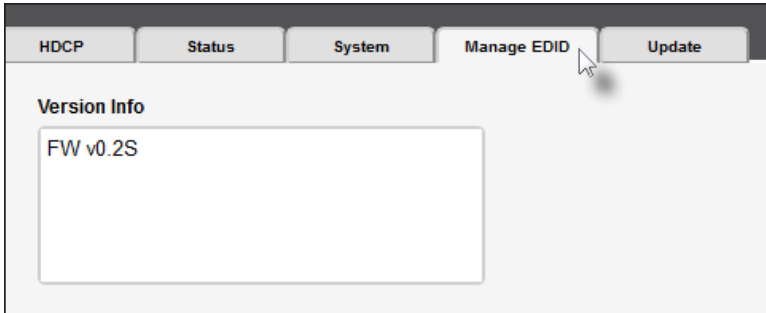 HDCP Status System Manage EDID Update
Version Info
FW v0.2S